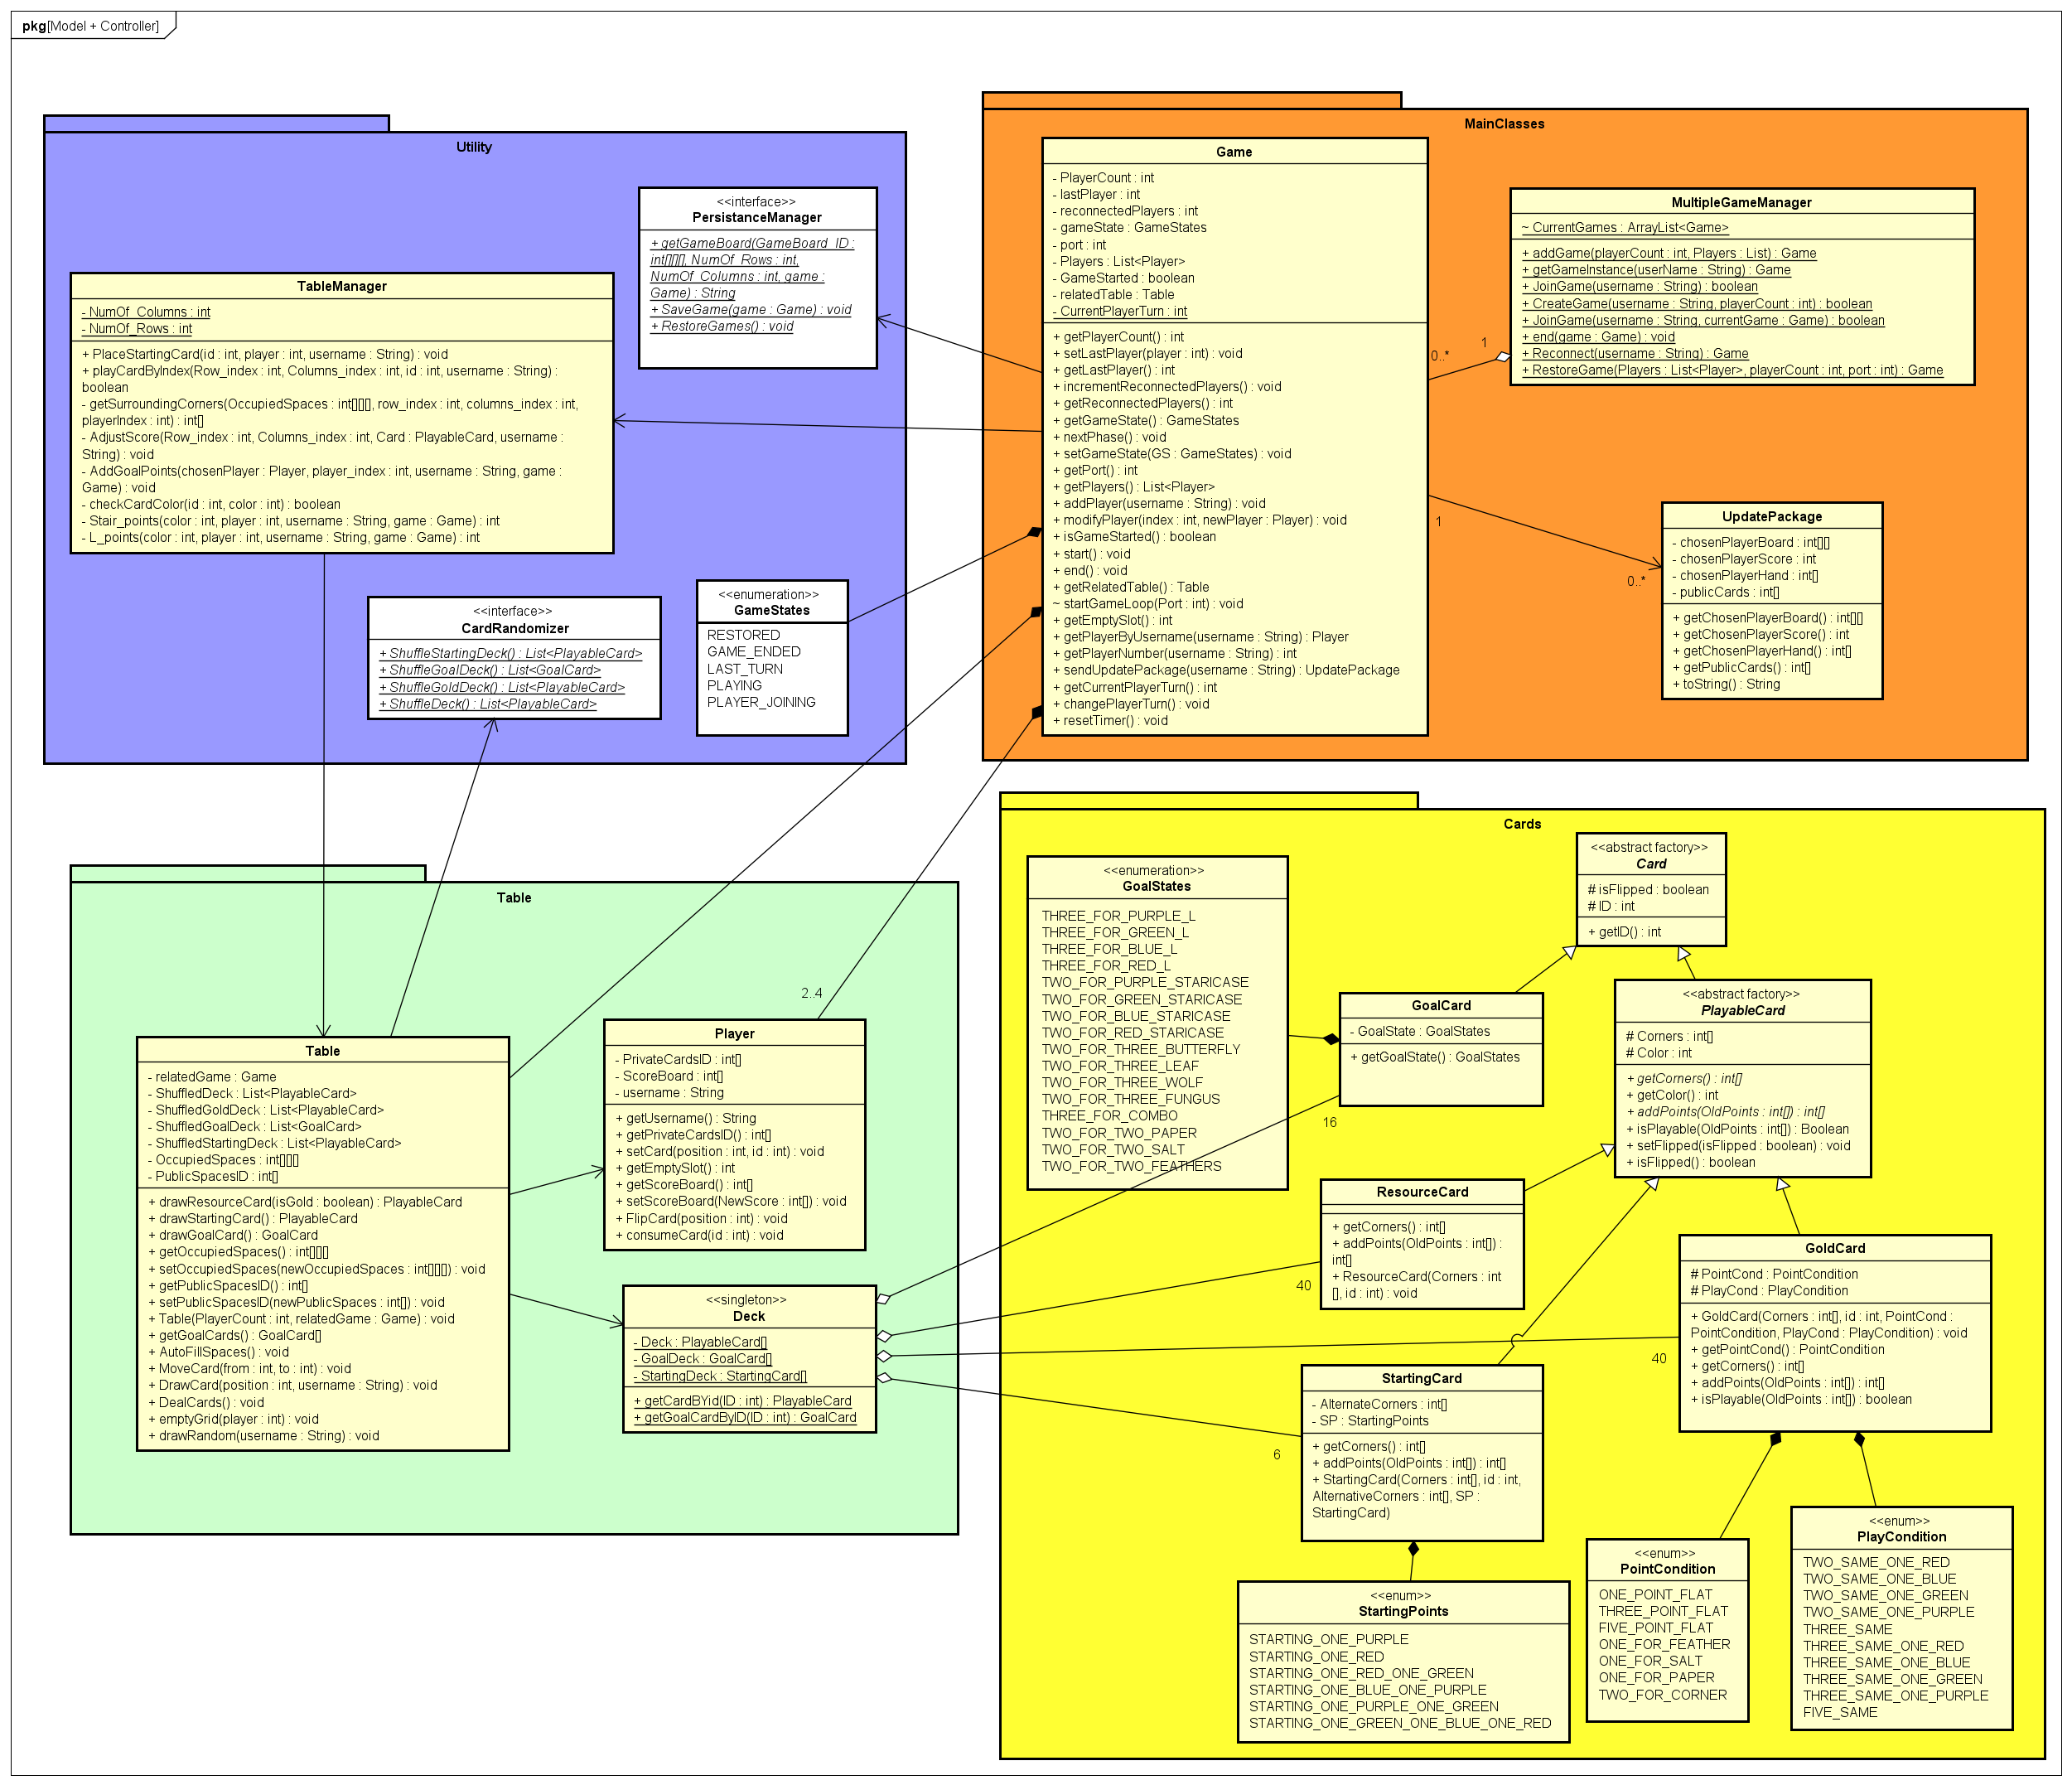 pkg[Model + Controller]
Utility
<<interface>>
PersistanceManager
+ getGameBoard(GameBoard_ID :
int[][][], NumOf_Rows : int,
NumOf_Columns : int, game :
Game) : String
+ SaveGame(game : Game) : void
+ RestoreGames() : void
TableManager
- NumOf_Columns : int
- NumOf_Rows : int
+ PlaceStartingCard(id : int, player : int, username : String) : void
+ playCardByIndex(Row_index : int, Columns_index : int, id : int, username : String) :
boolean
- getSurroundingCorners(OccupiedSpaces : int[][][], row_index : int, columns_index : int,
playerIndex : int) : int[]
- AdjustScore(Row_index : int, Columns_index : int, Card : PlayableCard, username :
String) : void
- AddGoalPoints(chosenPlayer : Player, player_index : int, username : String, game :
Game) : void
- checkCardColor(id : int, color : int) : boolean
- Stair_points(color : int, player : int, username : String, game : Game) : int
- L_points(color : int, player : int, username : String, game : Game) : int
<<interface>>
CardRandomizer
+ ShuffleStartingDeck() : List<PlayableCard>
+ ShuffleGoalDeck() : List<GoalCard>
+ ShuffleGoldDeck() : List<PlayableCard>
+ ShuffleDeck() : List<PlayableCard>
<<enumeration>>
GameStates
RESTORED
GAME_ENDED
LAST_TURN
PLAYING
PLAYER_JOINING
MainClasses
Game
- PlayerCount : int
- lastPlayer : int
- reconnectedPlayers : int
- gameState : GameStates
- port : int
- Players : List<Player>
- GameStarted : boolean
- relatedTable : Table
- CurrentPlayerTurn : int
+ getPlayerCount() : int
+ setLastPlayer(player : int) : void
+ getLastPlayer() : int
+ incrementReconnectedPlayers() : void
+ getReconnectedPlayers() : int
+ getGameState() : GameStates
+ nextPhase() : void
+ setGameState(GS : GameStates) : void
+ getPort() : int
+ getPlayers() : List<Player>
+ addPlayer(username : String) : void
+ modifyPlayer(index : int, newPlayer : Player) : void
+ isGameStarted() : boolean
+ start() : void
+ end() : void
+ getRelatedTable() : Table
~ startGameLoop(Port : int) : void
+ getEmptySlot() : int
+ getPlayerByUsername(username : String) : Player
+ getPlayerNumber(username : String) : int
+ sendUpdatePackage(username : String) : UpdatePackage
+ getCurrentPlayerTurn() : int
+ changePlayerTurn() : void
+ resetTimer() : void
MultipleGameManager
~ CurrentGames : ArrayList<Game>
+ addGame(playerCount : int, Players : List) : Game
+ getGameInstance(userName : String) : Game
+ JoinGame(username : String) : boolean
+ CreateGame(username : String, playerCount : int) : boolean
+ JoinGame(username : String, currentGame : Game) : boolean
+ end(game : Game) : void
+ Reconnect(username : String) : Game
+ RestoreGame(Players : List<Player>, playerCount : int, port : int) : Game
0..*
1
1
0..*
UpdatePackage
- chosenPlayerBoard : int[][]
- chosenPlayerScore : int
- chosenPlayerHand : int[]
- publicCards : int[]
+ getChosenPlayerBoard() : int[][]
+ getChosenPlayerScore() : int
+ getChosenPlayerHand() : int[]
+ getPublicCards() : int[]
+ toString() : String
Table
Table
- relatedGame : Game
- ShuffledDeck : List<PlayableCard>
- ShuffledGoldDeck : List<PlayableCard>
- ShuffledGoalDeck : List<GoalCard>
- ShuffledStartingDeck : List<PlayableCard>
- OccupiedSpaces : int[][][]
- PublicSpacesID : int[]
+ drawResourceCard(isGold : boolean) : PlayableCard
+ drawStartingCard() : PlayableCard
+ drawGoalCard() : GoalCard
+ getOccupiedSpaces() : int[][][]
+ setOccupiedSpaces(newOccupiedSpaces : int[][][]) : void
+ getPublicSpacesID() : int[]
+ setPublicSpacesID(newPublicSpaces : int[]) : void
+ Table(PlayerCount : int, relatedGame : Game) : void
+ getGoalCards() : GoalCard[]
+ AutoFillSpaces() : void
+ MoveCard(from : int, to : int) : void
+ DrawCard(position : int, username : String) : void
+ DealCards() : void
+ emptyGrid(player : int) : void
+ drawRandom(username : String) : void
2..4
Player
- PrivateCardsID : int[]
- ScoreBoard : int[]
- username : String
+ getUsername() : String
+ getPrivateCardsID() : int[]
+ setCard(position : int, id : int) : void
+ getEmptySlot() : int
+ getScoreBoard() : int[]
+ setScoreBoard(NewScore : int[]) : void
+ FlipCard(position : int) : void
+ consumeCard(id : int) : void
<<singleton>>
Deck
- Deck : PlayableCard[]
- GoalDeck : GoalCard[]
- StartingDeck : StartingCard[]
+ getCardBYid(ID : int) : PlayableCard
+ getGoalCardByID(ID : int) : GoalCard
Cards
<<enumeration>>
GoalStates
THREE_FOR_PURPLE_L
THREE_FOR_GREEN_L
THREE_FOR_BLUE_L
THREE_FOR_RED_L
TWO_FOR_PURPLE_STARICASE
TWO_FOR_GREEN_STARICASE
TWO_FOR_BLUE_STARICASE
TWO_FOR_RED_STARICASE
TWO_FOR_THREE_BUTTERFLY
TWO_FOR_THREE_LEAF
TWO_FOR_THREE_WOLF
TWO_FOR_THREE_FUNGUS
THREE_FOR_COMBO
TWO_FOR_TWO_PAPER
TWO_FOR_TWO_SALT
TWO_FOR_TWO_FEATHERS
<<abstract factory>>
Card
# isFlipped : boolean
# ID : int
+ getID() : int
GoalCard
- GoalState : GoalStates
+ getGoalState() : GoalStates
16
<<abstract factory>>
PlayableCard
# Corners : int[]
# Color : int
+ getCorners() : int[]
+ getColor() : int
+ addPoints(OldPoints : int[]) : int[]
+ isPlayable(OldPoints : int[]) : Boolean
+ setFlipped(isFlipped : boolean) : void
+ isFlipped() : boolean
ResourceCard
+ getCorners() : int[]
+ addPoints(OldPoints : int[]) :
int[]
+ ResourceCard(Corners : int
[], id : int) : void
40
GoldCard
# PointCond : PointCondition
# PlayCond : PlayCondition
+ GoldCard(Corners : int[], id : int, PointCond :
PointCondition, PlayCond : PlayCondition) : void
+ getPointCond() : PointCondition
+ getCorners() : int[]
+ addPoints(OldPoints : int[]) : int[]
+ isPlayable(OldPoints : int[]) : boolean
40
StartingCard
- AlternateCorners : int[]
- SP : StartingPoints
+ getCorners() : int[]
+ addPoints(OldPoints : int[]) : int[]
+ StartingCard(Corners : int[], id : int,
AlternativeCorners : int[], SP :
StartingCard)
6
<<enum>>
StartingPoints
STARTING_ONE_PURPLE
STARTING_ONE_RED
STARTING_ONE_RED_ONE_GREEN
STARTING_ONE_BLUE_ONE_PURPLE
STARTING_ONE_PURPLE_ONE_GREEN
STARTING_ONE_GREEN_ONE_BLUE_ONE_RED
<<enum>>
PointCondition
ONE_POINT_FLAT
THREE_POINT_FLAT
FIVE_POINT_FLAT
ONE_FOR_FEATHER
ONE_FOR_SALT
ONE_FOR_PAPER
TWO_FOR_CORNER
<<enum>>
PlayCondition
TWO_SAME_ONE_RED
TWO_SAME_ONE_BLUE
TWO_SAME_ONE_GREEN
TWO_SAME_ONE_PURPLE
THREE_SAME
THREE_SAME_ONE_RED
THREE_SAME_ONE_BLUE
THREE_SAME_ONE_GREEN
THREE_SAME_ONE_PURPLE
FIVE_SAME